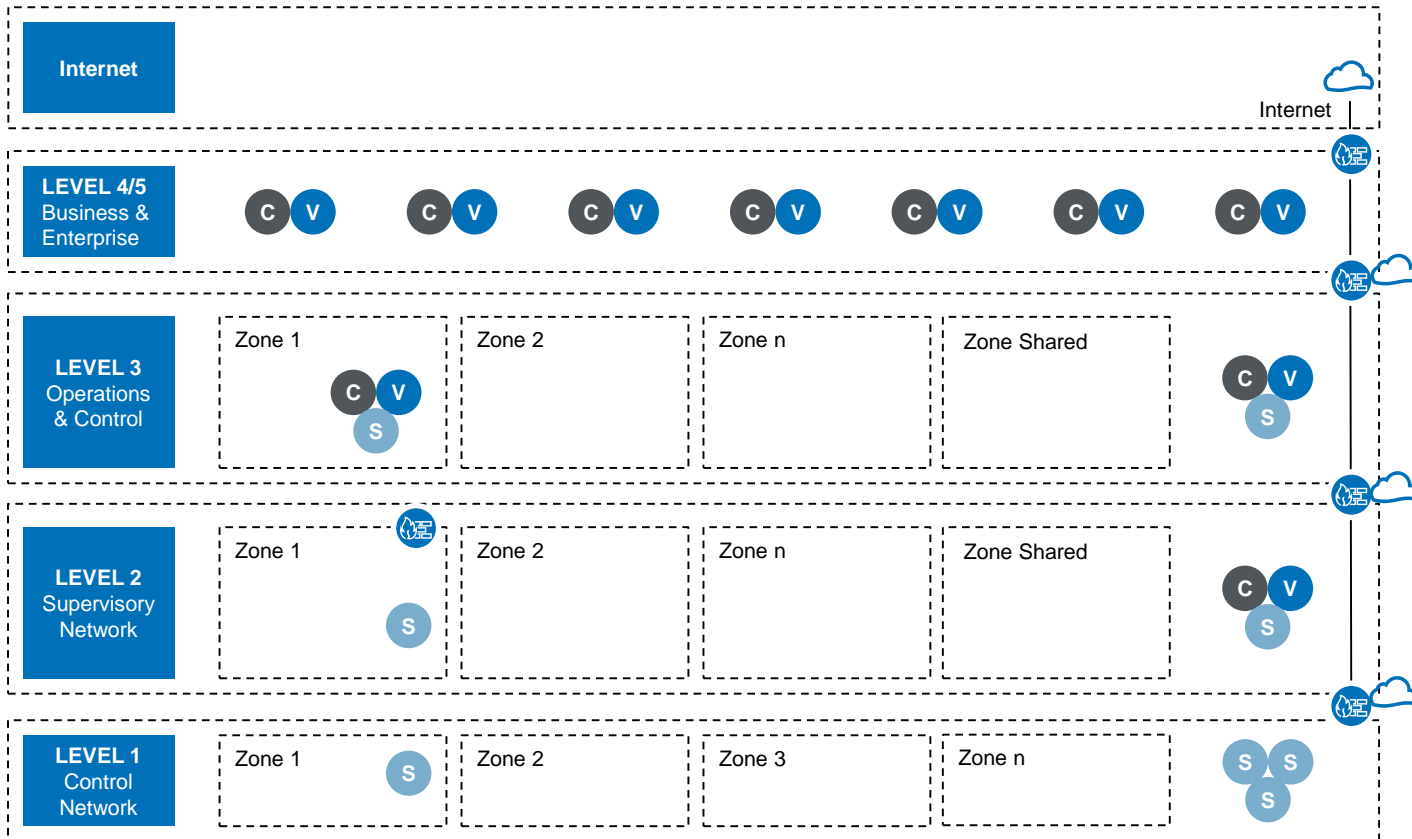 Internet
Internet
LEVEL 4/5
Business &
Enterprise
C V C V C V C V C V C V C V
LEVEL 3
Operations
& Control
Zone 1
Zone 2
Zone n
Zone Shared
C V
S
C V
S
LEVEL 2
Supervisory
Network
Zone 1
Zone 2
Zone n
Zone Shared
S
C V
S
LEVEL 1
Control
Network
Zone 1
S
Zone 2
Zone 3
Zone n
S S
S